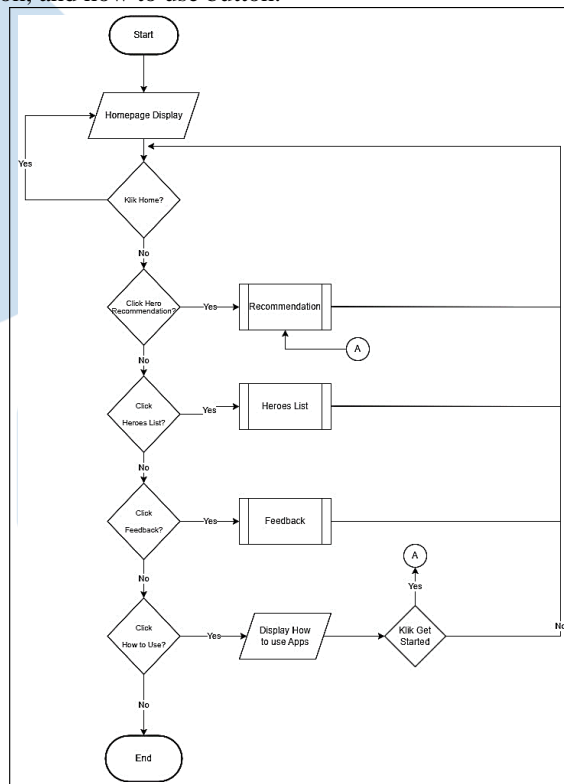 on, and how to use button.
Start
Homepage Display
Yes
Klik Home?
No
Click Hero
Recommendation?
Yes
Recommendation
A
No
Click
Heroes List?
Yes
Heroes List
No
Click
Feedback?
Yes
Feedback
No
A
Yes
Click
How to Use?
Yes
Display How
to use Apps
Klik Get
Started
No
No
End